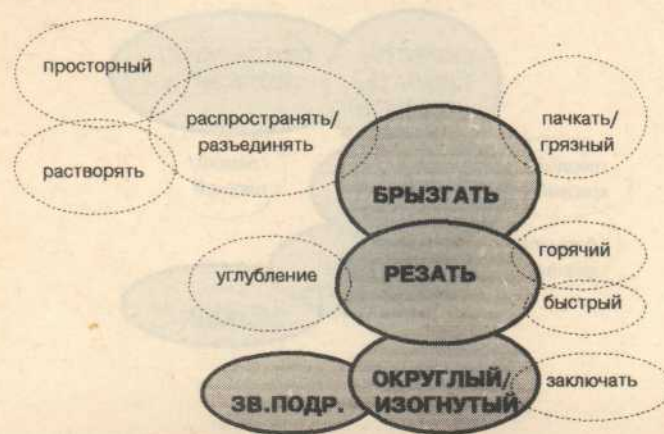 просторный
распространять/
разъединять
пачкать/
грязный
растворять
БРЫЗГАТЬ
горячий
углубление
РЕЗАТЬ
быстрый
ОКРУГЛЫЙ/
ИЗОГНУТЫЙ
заключать
ЗВ.ПОДР.